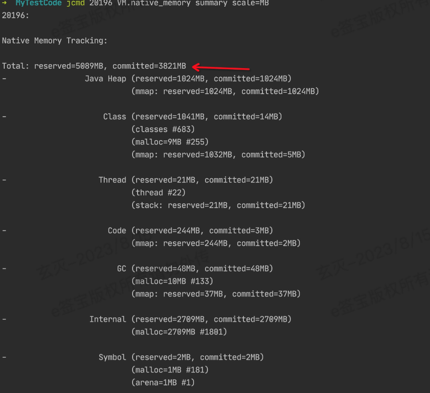 → MyTestCode jcmd 20196 VM.native_memory summary scale=MB
20196:
Native Memory Tracking:
Total: reserved=5089MB, committed=3821MB
- Java Heap (reserved=1024MB, committed=1024MB)
(mmap: reserved=1024MB, committed=1024MB)
- Class (reserved=1041MB, committed=14MB)
(classes #683)
(malloc=9MB #255)
(mmap: reserved=1032MB, committed=5MB)
- Thread (reserved=21MB, committed=21MB)
(thread #22)
(stack: reserved=21MB, committed=21MB)
- Code (reserved=244MB, committed=3MB)
(mmap: reserved=244MB, committed=2MB)
- GC (reserved=48MB, committed=48MB)
(malloc=10MB #133)
(mmap: reserved=37MB, committed=37MB)
- Internal (reserved=2709MB, committed=2709MB)
(malloc=2709MB #1801)
- Symbol (reserved=2MB, committed=2MB)
(malloc=1MB #181)
(arena=1MB #1)